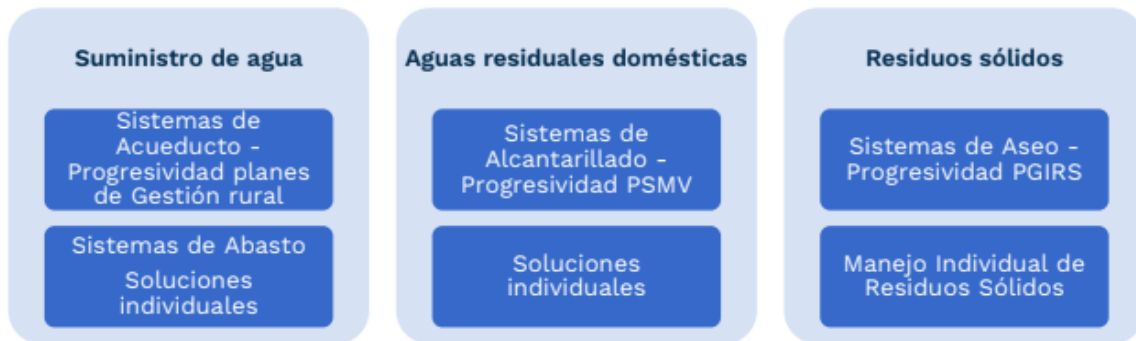 Suministro de agua
Sistemas de
Acueducto -
Progresividad planes
de Gestión rural
Sistemas de Abasto
Soluciones
individuales
Aguas residuales domésticas
Sistemas de
Alcantarillado -
Progresividad PSMV
Soluciones
individuales
Residuos sólidos
Sistemas de Aseo -
Progresividad PGIRS
Manejo Individual de
Residuos Sólidos